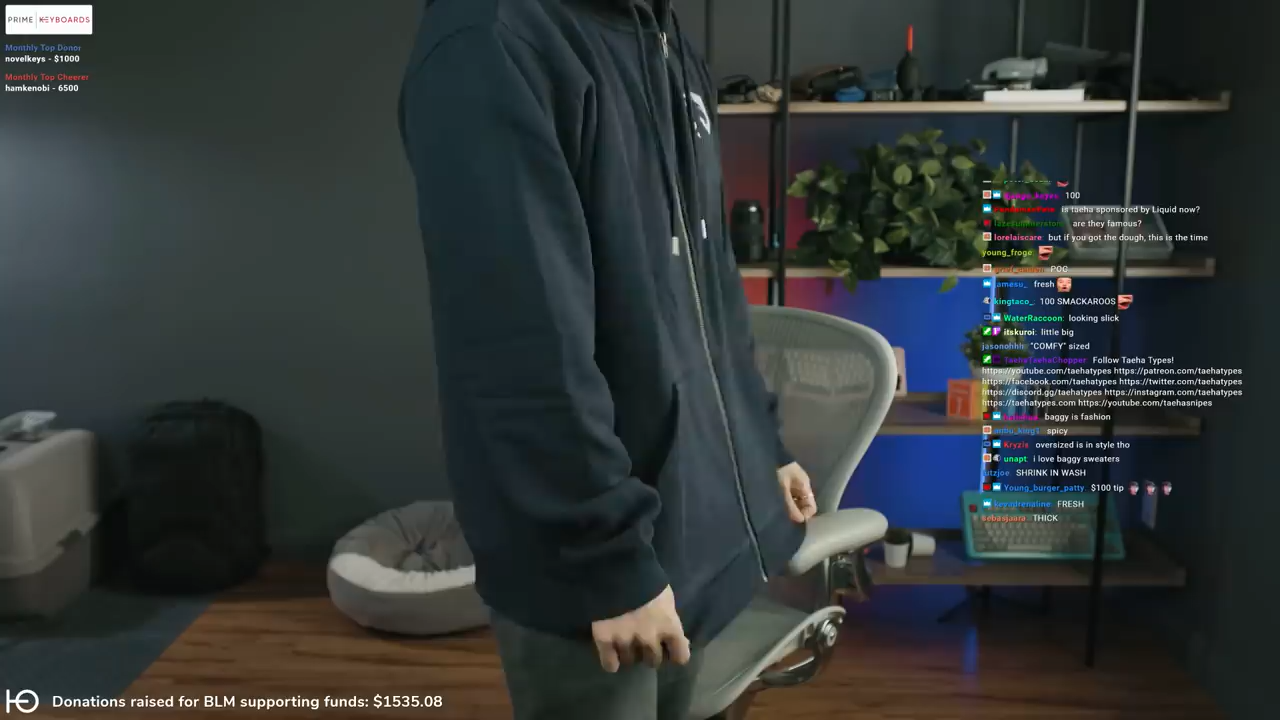 PRIME | KEYBOARDS
Monthly Top Donor
novelkeys - $1000
Monthly Top Cheerer
hamkenobi - 6500
100
is taeha sponsored by Liquid now?
are they famous?
lorelaiscare but if you got the dough, this is the time
young_froge:
POG
jamesu_ fresh
kingtaco_: 100 SMACKAROOS
WaterRaccoon: looking slick
itskuroi: little big
jasonohhh: "COMFY" sized
TaehaTaehaChopper Follow Taeha Types!
https://youtube.com/taehatypes https://patreon.com/taehatypes
https://facebook.com/taehatypes https://twitter.com/taehatypes
https://discord.gg/taehatypes https://instagram.com/taehatypes
https://taehatypes.com https://youtube.com/taehasnipes
baggy is fashion
spicy
Kryzis oversized is in style tho
unapt i love baggy sweaters
SHRINK IN WASH
Young_burger_patty $100 tip
keyadrenaline: FRESH
sebasjaara THICK
Donations raised for BLM supporting funds: $1535.08